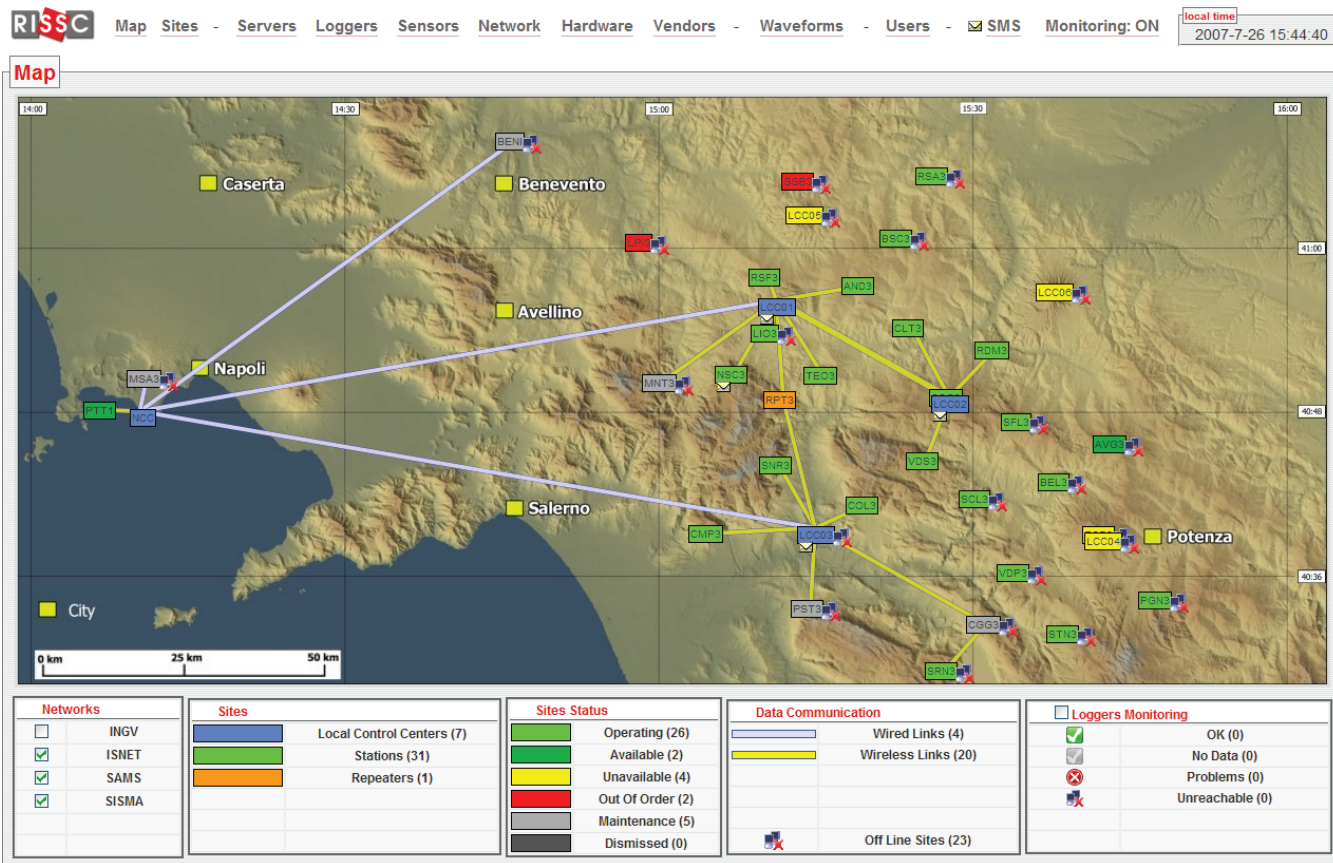 RISSC Map Sites - Servers Loggers Sensors Network Hardware Vendors - Waveforms - Users - SMS Monitoring: ON
local time
2007-7-26 15:44:40
Map
14:00 14:30 15:00 15:30 16:00
BENI
Caserta
Benevento
SSB3
RSA3
LCC05
LPI3
BSC3
41:00
RSF3
AND3
LCC06
LCC01
Avellino
LIO3
CLT3
RDM3
Napoli
MSA3
MNT3
NSC3
TEO3
RPT3
LCC02
PTT1
NCC
40:48
SFL3
AVG3
SNR3
VDS3
BEL3
SCL3
Salerno
COL3
CMP3
LCC03
LCC04
Potenza
VDP3
40:36
City
PST3
PGN3
CGG3
STN3
0 km 25 km 50 km
SRN3
Networks
INGV
ISNET
SAMS
SISMA
Sites
Local Control Centers (7)
Stations (31)
Repeaters (1)
Sites Status
Operating (26)
Available (2)
Unavailable (4)
Out Of Order (2)
Maintenance (5)
Dismissed (0)
Data Communication
Wired Links (4)
Wireless Links (20)
Off Line Sites (23)
Loggers Monitoring
OK (0)
No Data (0)
Problems (0)
Unreachable (0)